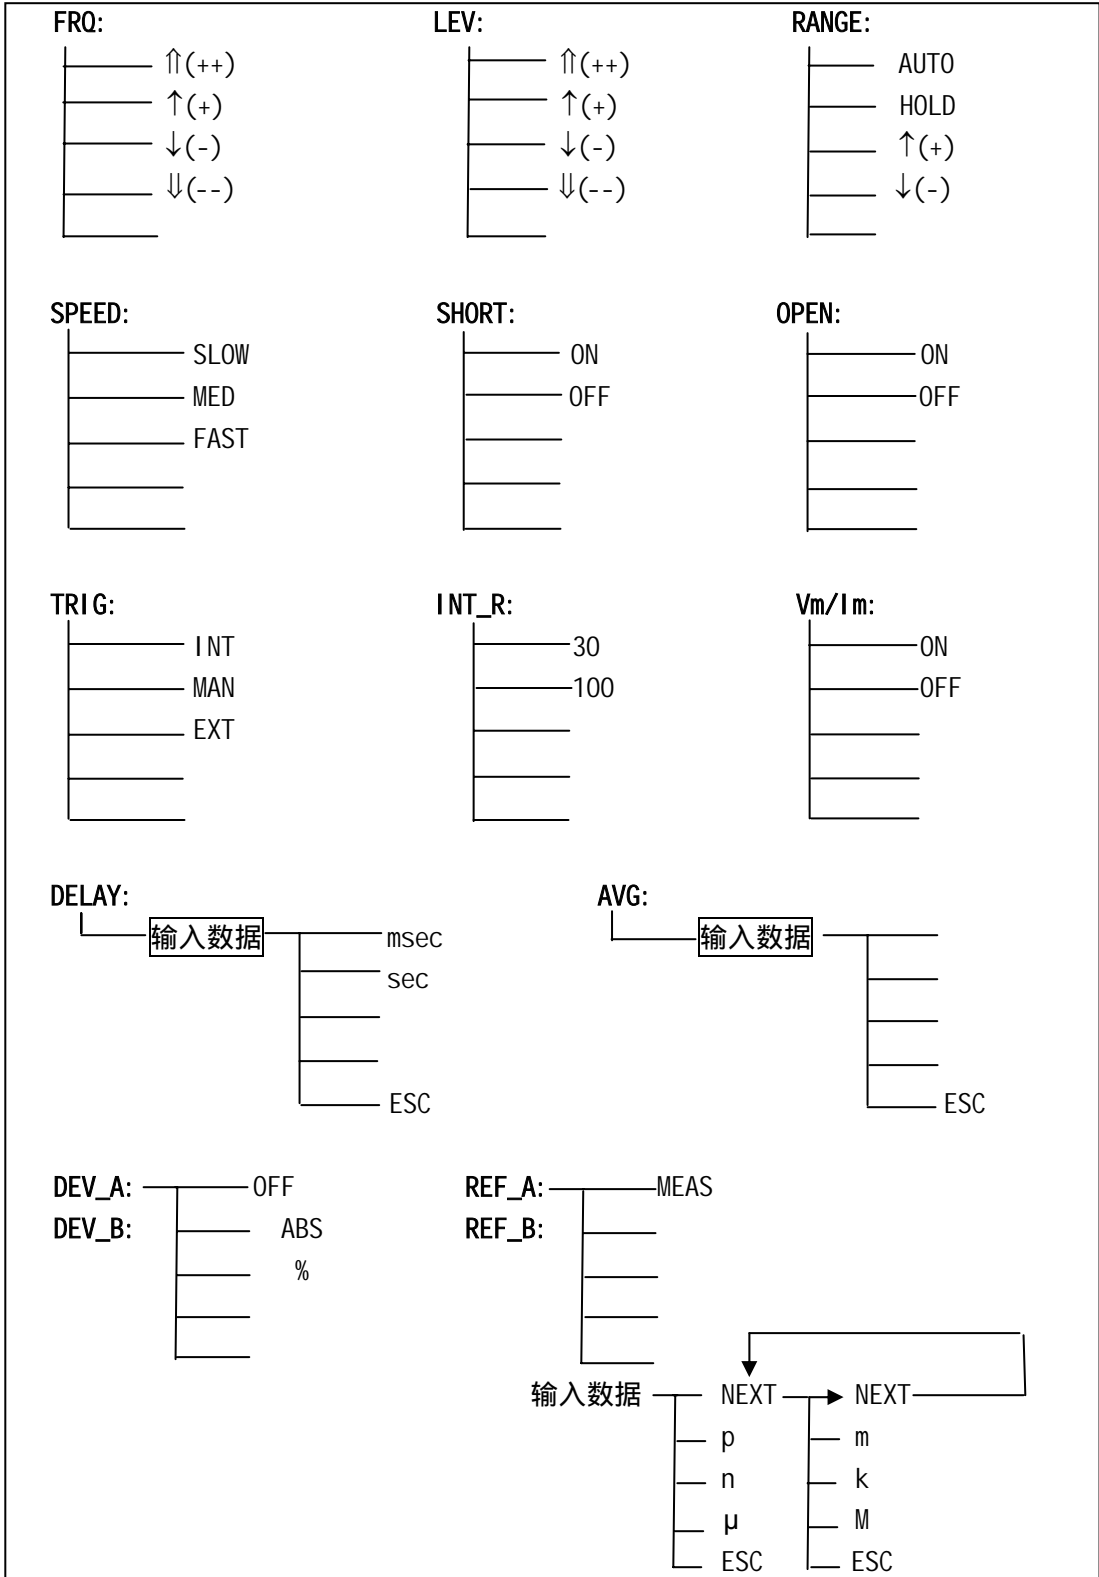 FRQ:
⇑(++)
↑(+)
↓(-)
⇓(--)
LEV:
⇑(++)
↑(+)
↓(-)
⇓(--)
RANGE:
AUTO
HOLD
↑(+)
↓(-)
SPEED:
SLOW
MED
FAST
SHORT:
ON
OFF
OPEN:
ON
OFF
TRIG:
INT
MAN
EXT
INT_R:
30
100
Vm/Im:
ON
OFF
DELAY:
输入数据
msec
sec
ESC
AVG:
输入数据
ESC
DEV_A:
DEV_B:
OFF
ABS
%
REF_A:
REF_B:
MEAS
输入数据
NEXT
p
n
µ
ESC
NEXT
m
k
M
ESC